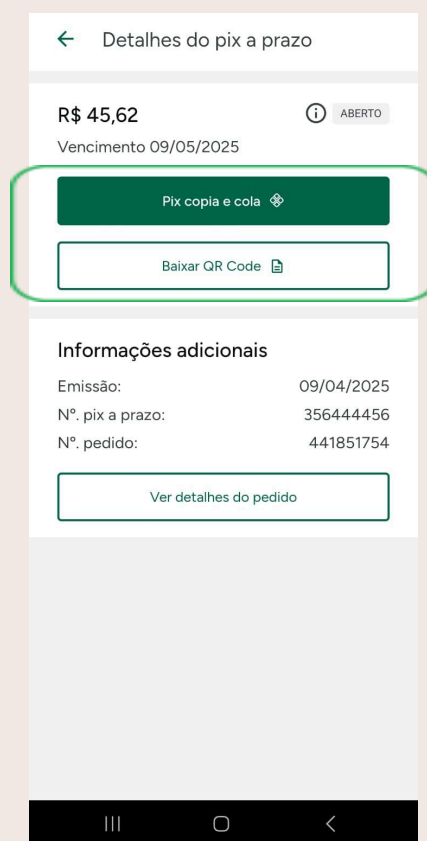 Detalhes do pix a prazo
R$ 45,62 ABERTO
Vencimento 09/05/2025
Pix copia e cola
Baixar QR Code
Informações adicionais
Emissão: 09/04/2025
Nº. pix a prazo: 356444456
Nº. pedido: 441851754
Ver detalhes do pedido